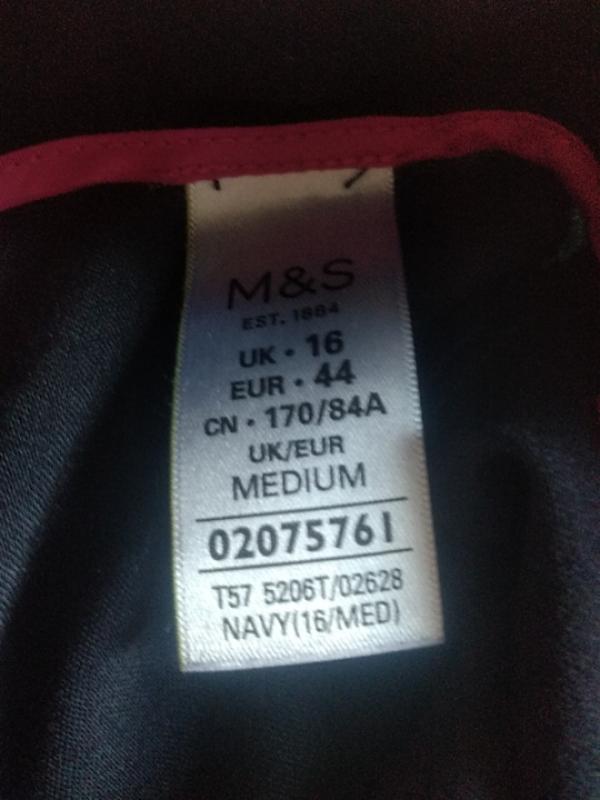 M&S
EST. 1884
UK • 16
EUR • 44
CN • 170/84A
UK/EUR
MEDIUM
02075761
T57 5206T/02628
NAVY(16/MED)